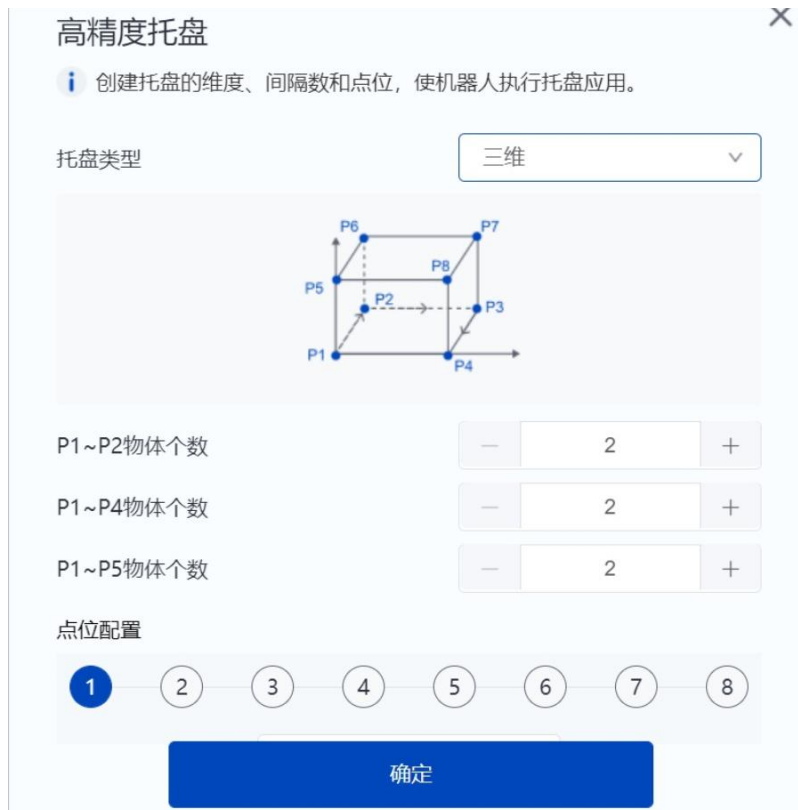 高精度托盘
i 创建托盘的维度、间隔数和点位，使机器人执行托盘应用。
托盘类型 三维
P6 P7
P8
P5
P2
P3
P1
P4
P1~P2物体个数 — 2 +
P1~P4物体个数 — 2 +
P1~P5物体个数 — 2 +
点位配置
1 2 3 4 5 6 7 8
确定